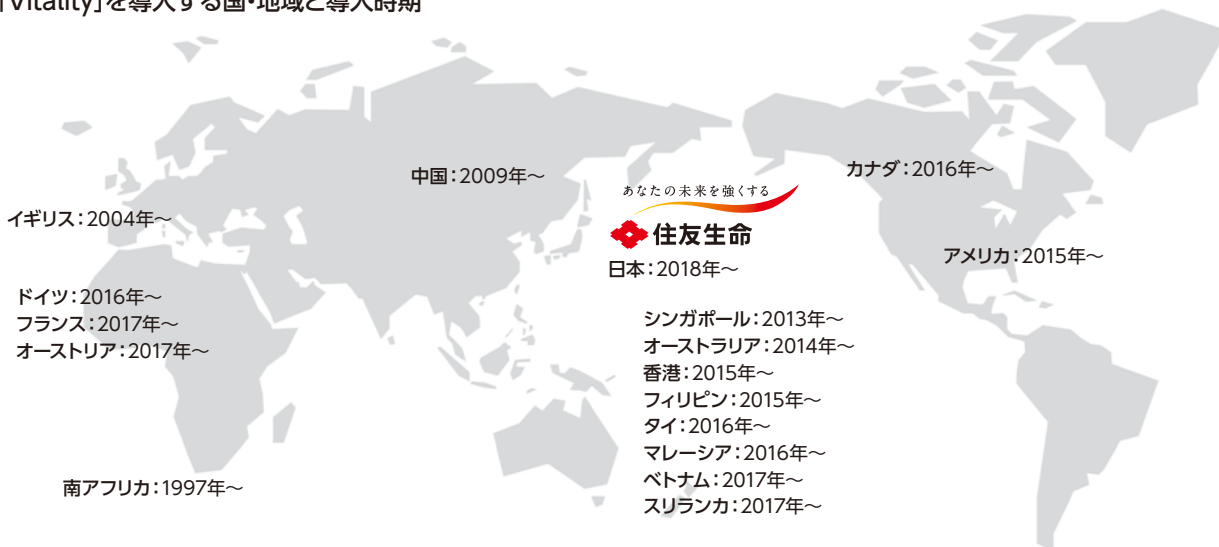 「Vitality」を導入する国・地域と導入時期
中国：2009年～
カナダ：2016年～
あなたの未来を強くする
住友生命
イギリス：2004年～
アメリカ：2015年～
日本：2018年～
ドイツ：2016年～
フランス：2017年～
オーストリア：2017年～
シンガポール：2013年～
オーストラリア：2014年～
香港：2015年～
フィリピン：2015年～
タイ：2016年～
マレーシア：2016年～
ベトナム：2017年～
スリランカ：2017年～
南アフリカ：1997年～